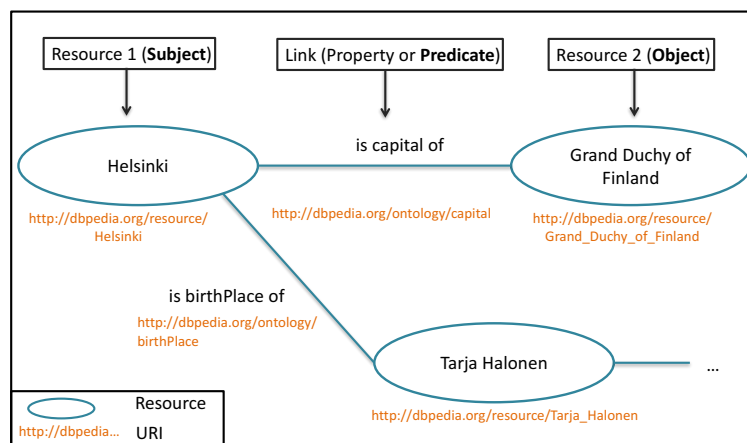 Resource 1 (Subject)
Link (Property or Predicate)
Resource 2 (Object)
Helsinki
is capital of
Grand Duchy of
Finland
http://dbpedia.org/resource/
Helsinki
http://dbpedia.org/ontology/capital
http://dbpedia.org/resource/
Grand_Duchy_of_Finland
is birthPlace of
http://dbpedia.org/ontology/
birthPlace
Tarja Halonen
...
http://dbpedia.org/resource/Tarja_Halonen
Resource
http://dbpedia...
URI